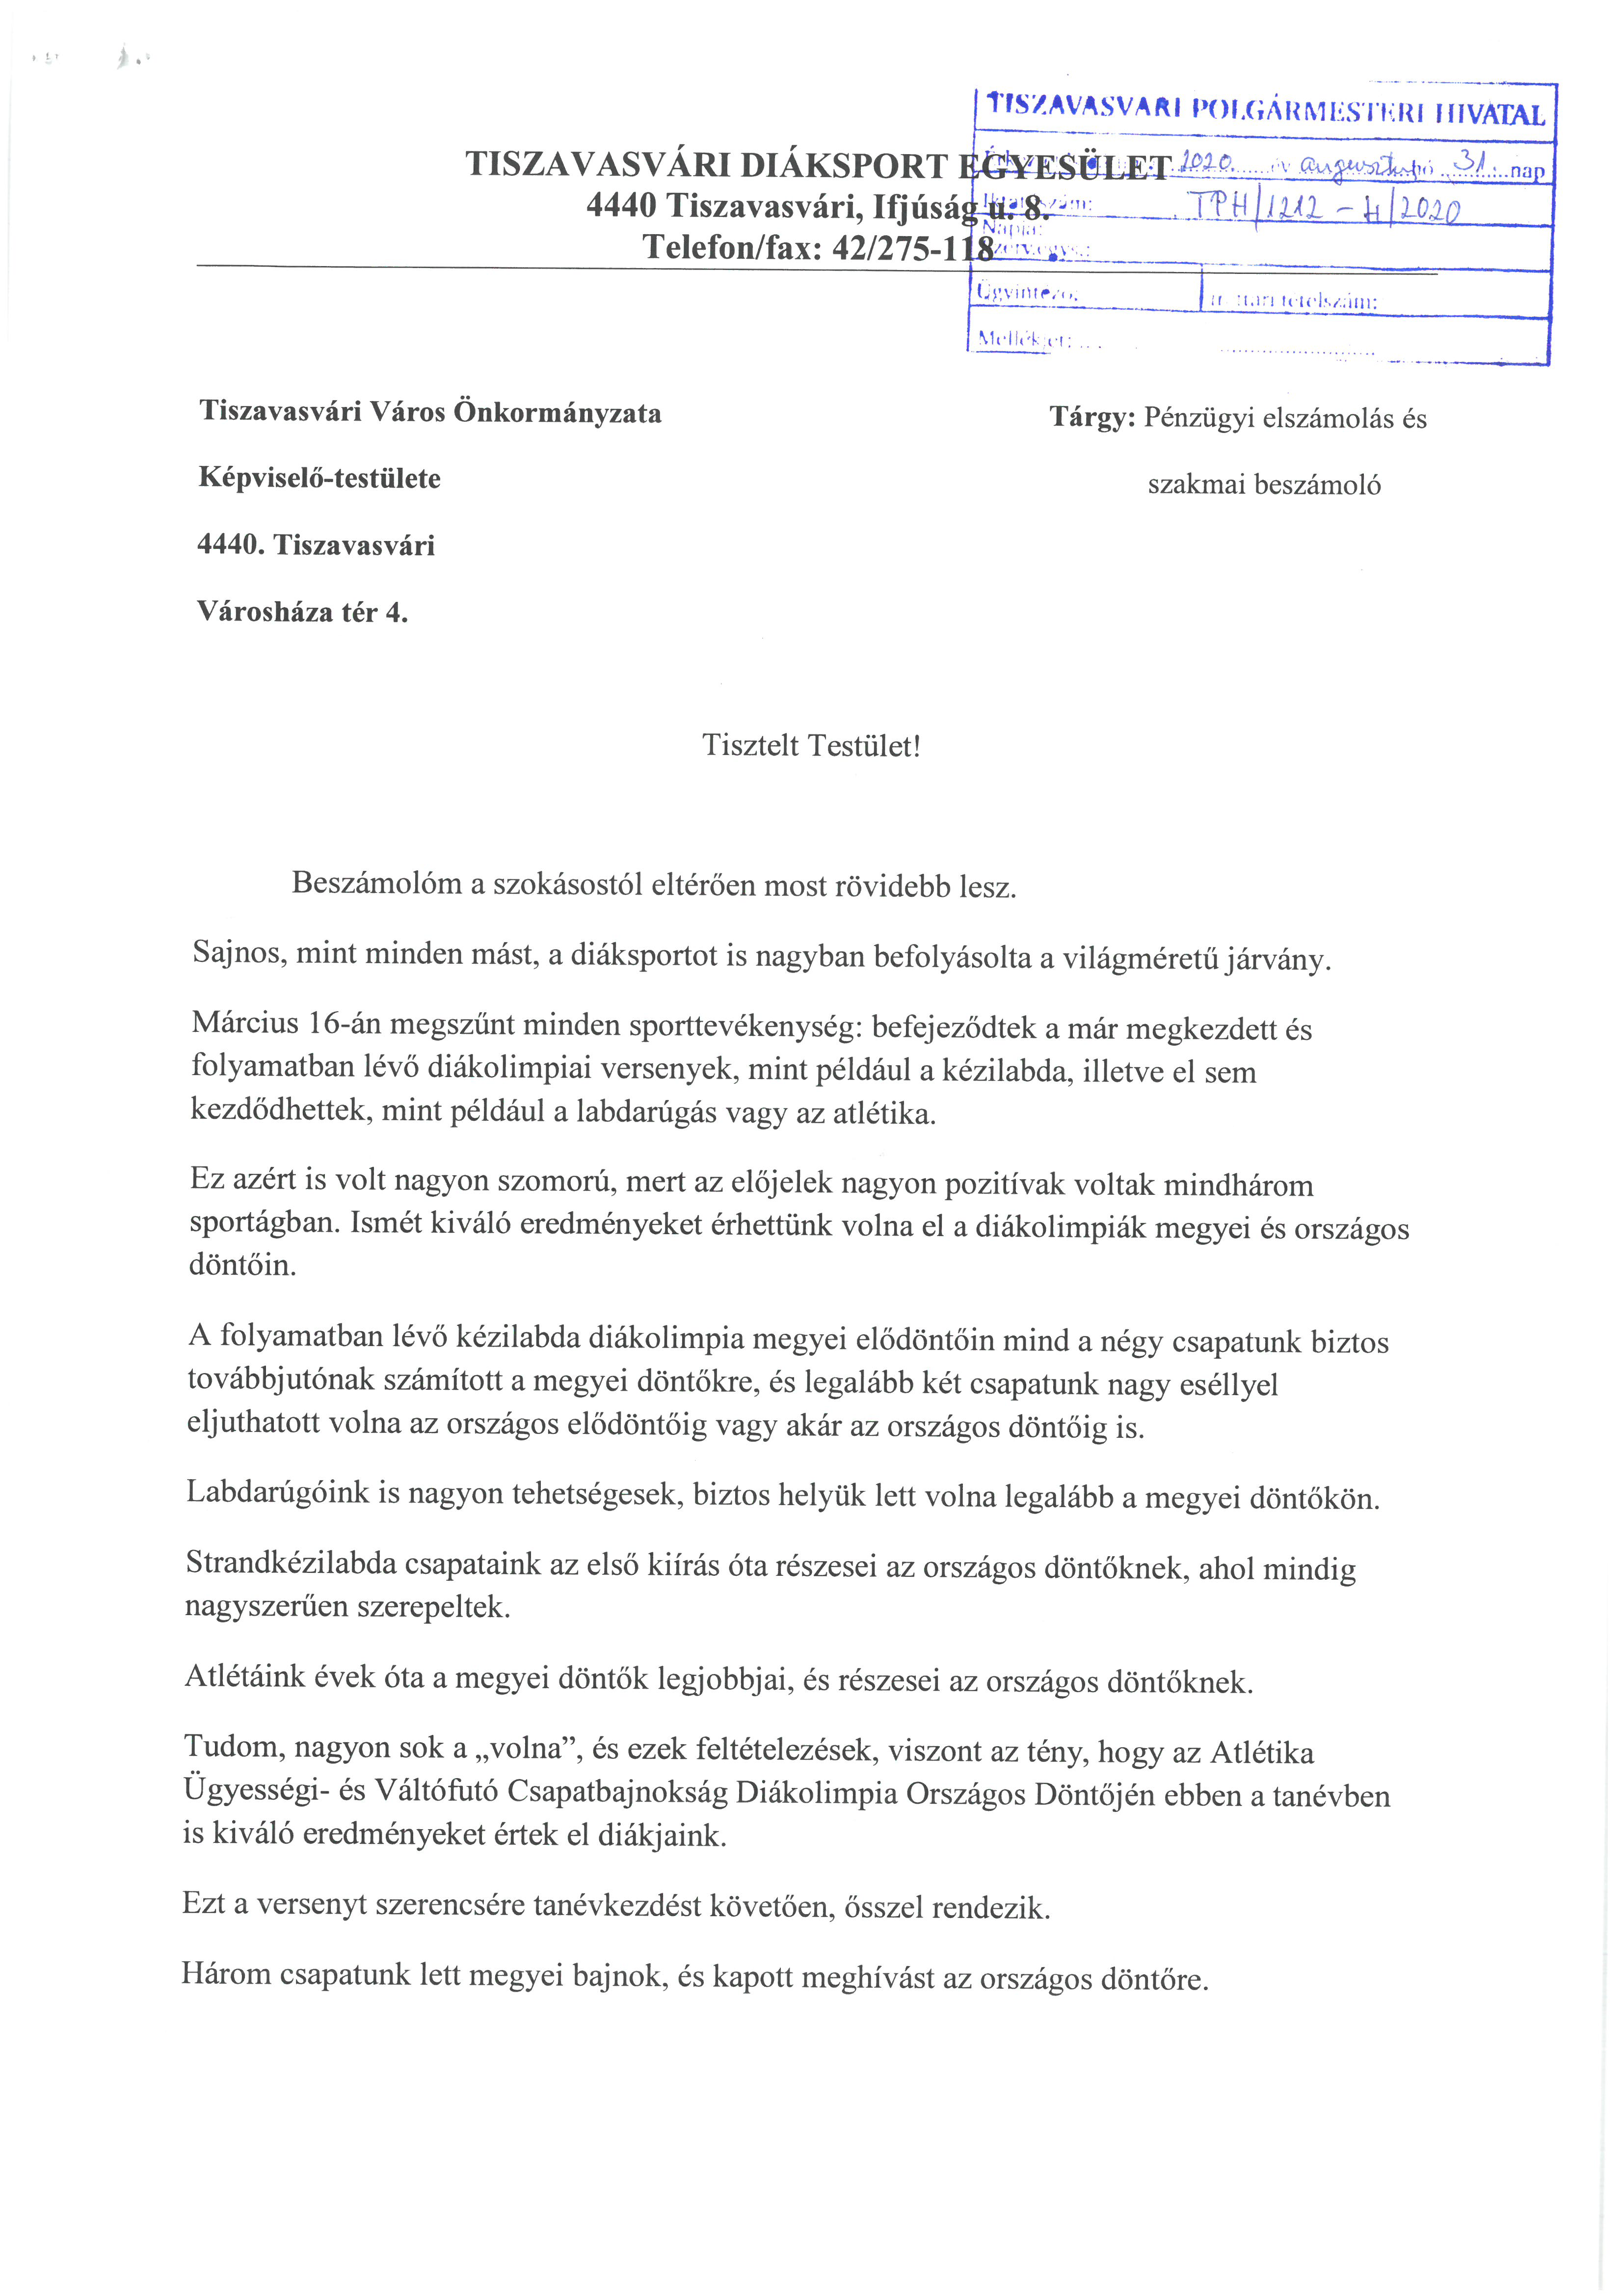 TISZAVASVÁRI POLGÁRMESTERI HIVATAL
TISZAVASVÁRI DIÁKSPORT EGYESÜLET
2020. év augusztus hó 31. nap
4440 Tiszavasvári, Ifjúság u. 8.
TPH/1212 - 4/2020
Telefon/fax: 42/275-118
Ügyintéző:
Irattári tételszám:
Melléklet:
Tiszavasvári Város Önkormányzata
Tárgy: Pénzügyi elszámolás és
Képviselő-testülete
szakmai beszámoló
4440. Tiszavasvári
Városháza tér 4.
Tisztelt Testület!
Beszámolóm a szokásostól eltérően most rövidebb lesz.
Sajnos, mint minden mást, a diáksportot is nagyban befolyásolta a világméretű járvány.
Március 16-án megszűnt minden sporttevékenység: befejeződtek a már megkezdett és
folyamatban lévő diákolimpiai versenyek, mint például a kézilabda, illetve el sem
kezdődhettek, mint például a labdarúgás vagy az atlétika.
Ez azért is volt nagyon szomorú, mert az előjelek nagyon pozitívak voltak mindhárom
sportágban. Ismét kiváló eredményeket érhettünk volna el a diákolimpiák megyei és országos
döntőin.
A folyamatban lévő kézilabda diákolimpia megyei elődöntőin mind a négy csapatunk biztos
továbbjutónak számított a megyei döntőkre, és legalább két csapatunk nagy eséllyel
eljuthatott volna az országos elődöntőig vagy akár az országos döntőig is.
Labdarúgóink is nagyon tehetségesek, biztos helyük lett volna legalább a megyei döntőkön.
Strandkézilabda csapataink az első kiírás óta részesei az országos döntőknek, ahol mindig
nagyszerűen szerepeltek.
Atlétáink évek óta a megyei döntők legjobbjai, és részesei az országos döntőknek.
Tudom, nagyon sok a „volna”, és ezek feltételezések, viszont az tény, hogy az Atlétika
Ügyességi- és Váltófutó Csapatbajnokság Diákolimpia Országos Döntőjén ebben a tanévben
is kiváló eredményeket értek el diákjaink.
Ezt a versenyt szerencsére tanévkezdést követően, ősszel rendezik.
Három csapatunk lett megyei bajnok, és kapott meghívást az országos döntőre.